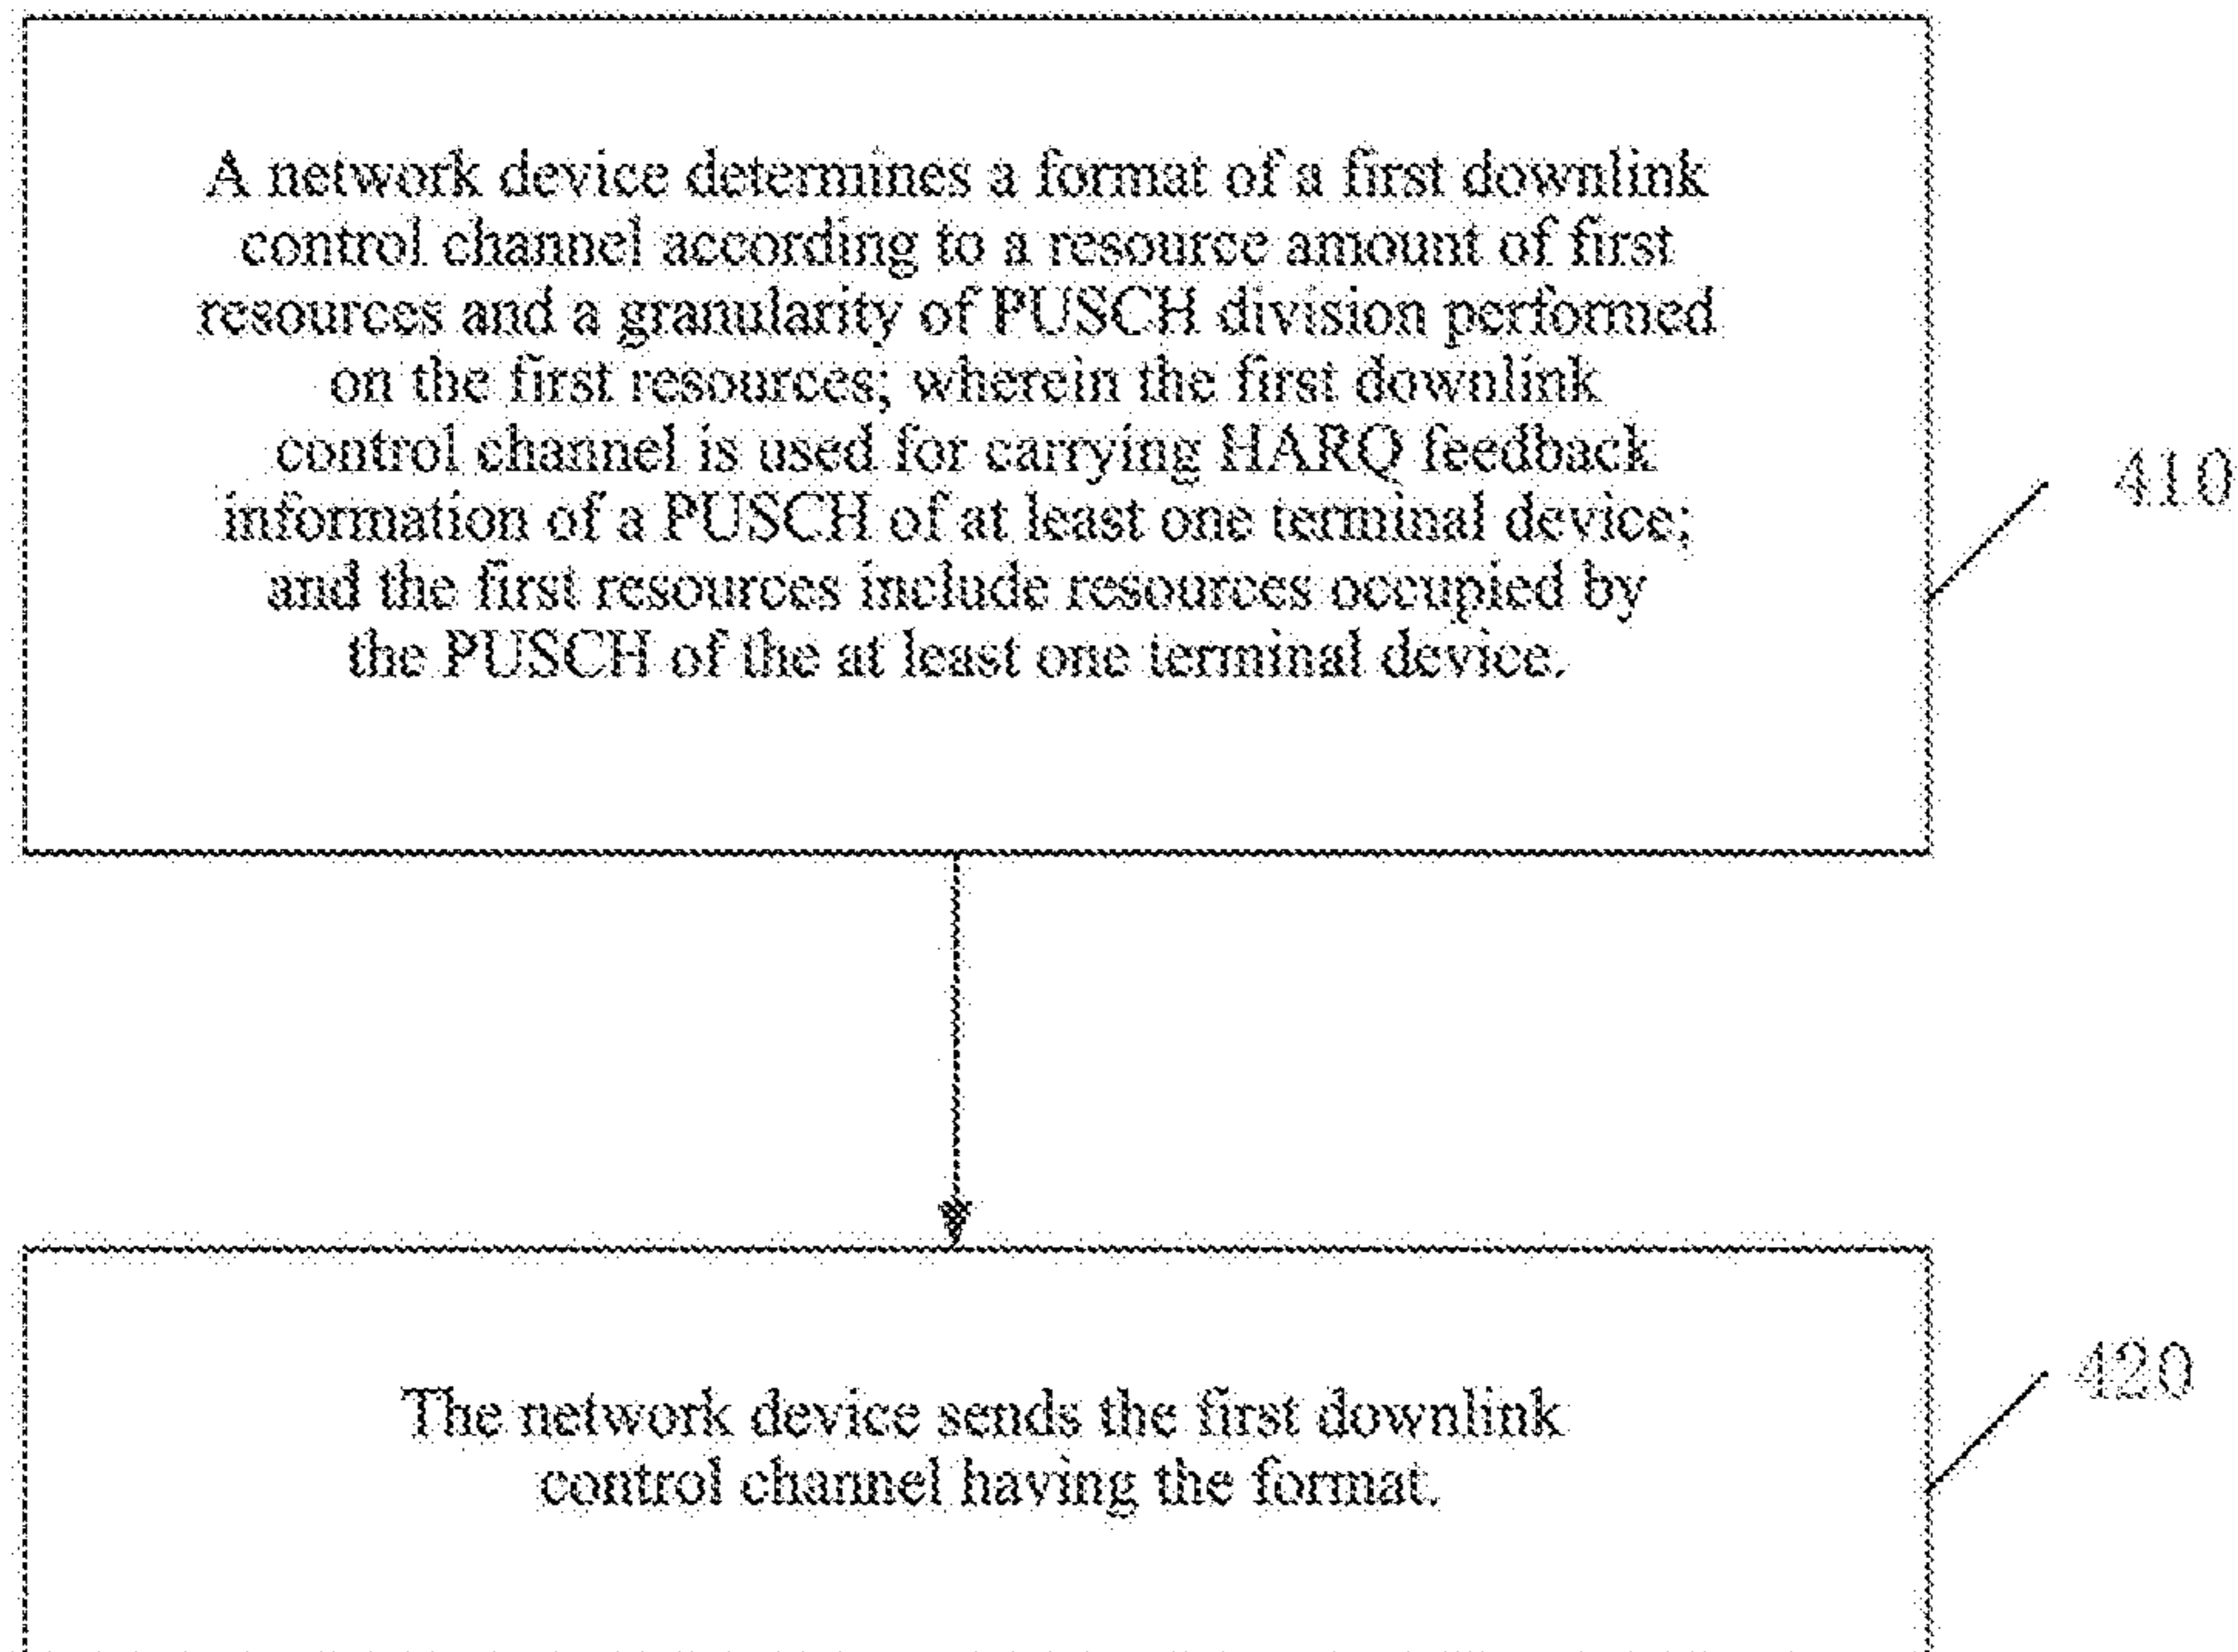 A network device determines a format of a first downlink
control channel according to a resource amount of first
resources and a granularity of PUSCH division performed
on the first resources; wherein the first downlink
control channel is used for carrying HARQ feedback
information of a PUSCH of at least one terminal device;
and the first resources include resources occupied by
the PUSCH of the at least one terminal device.
410
The network device sends the first downlink
control channel having the format.
420